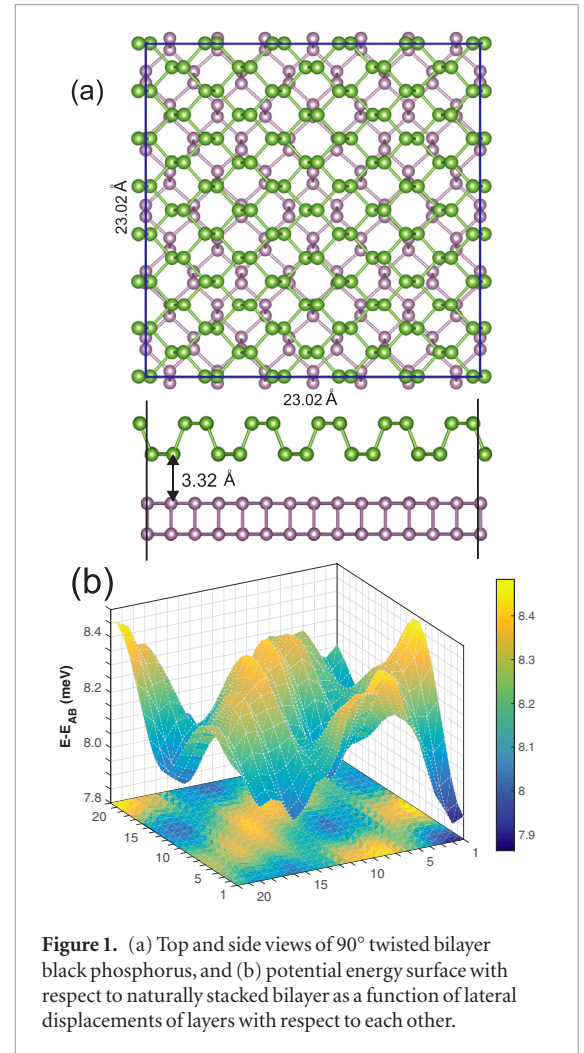 (a)
23.02 Å
23.02 Å
3.32 Å
(b)
E-E_AB (meV)
8.4
8.2
8.0
7.8
20
15
10
5
1
20
15
10
5
1
8.4
8.3
8.2
8.1
8
7.9
Figure 1. (a) Top and side views of 90° twisted bilayer
black phosphorus, and (b) potential energy surface with
respect to naturally stacked bilayer as a function of lateral
displacements of layers with respect to each other.